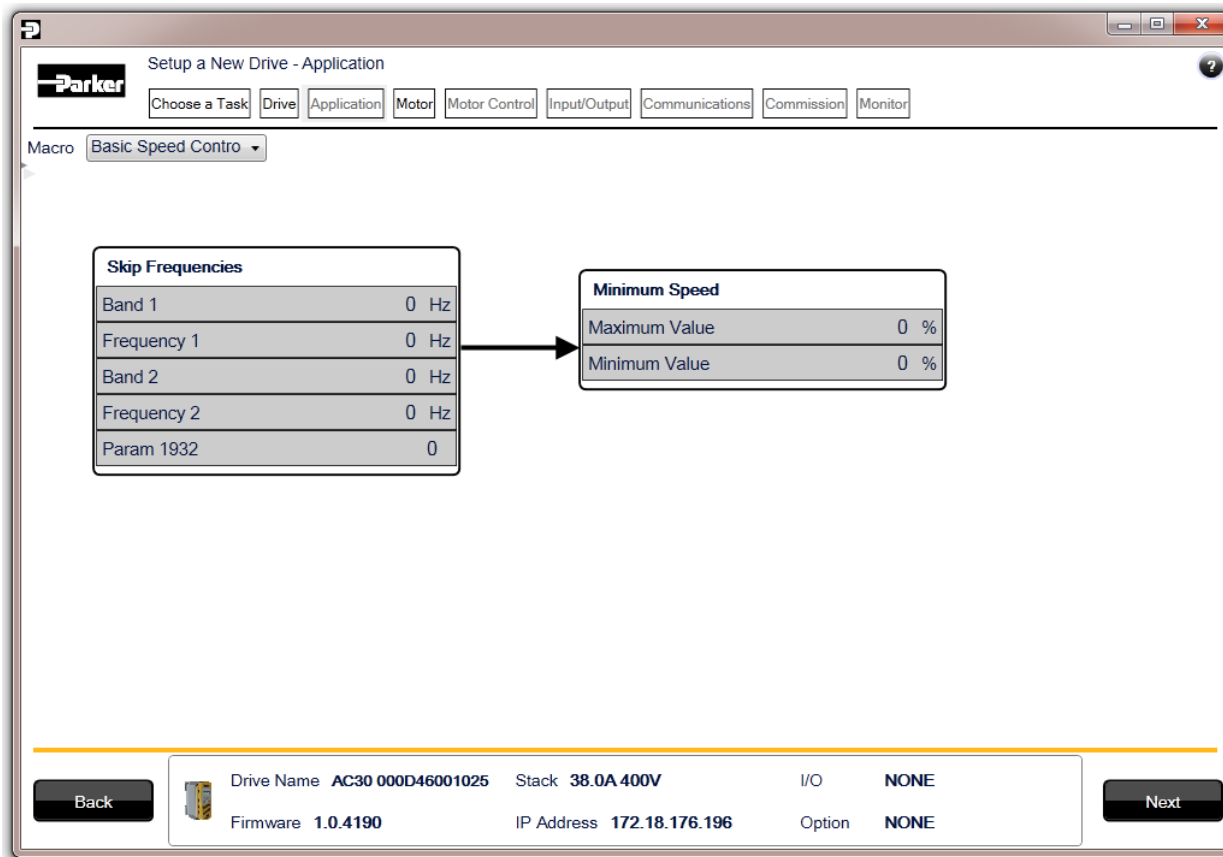 Setup a New Drive - Application
?
Parker
Choose a Task Drive Application Motor Motor Control Input/Output Communications Commission Monitor
Macro Basic Speed Contro
Skip Frequencies
Band 1 0 Hz
Frequency 1 0 Hz
Band 2 0 Hz
Frequency 2 0 Hz
Param 1932 0
Minimum Speed
Maximum Value 0 %
Minimum Value 0 %
Back
Drive Name AC30 000D46001025 Stack 38.0A 400V I/O NONE
Firmware 1.0.4190 IP Address 172.18.176.196 Option NONE
Next